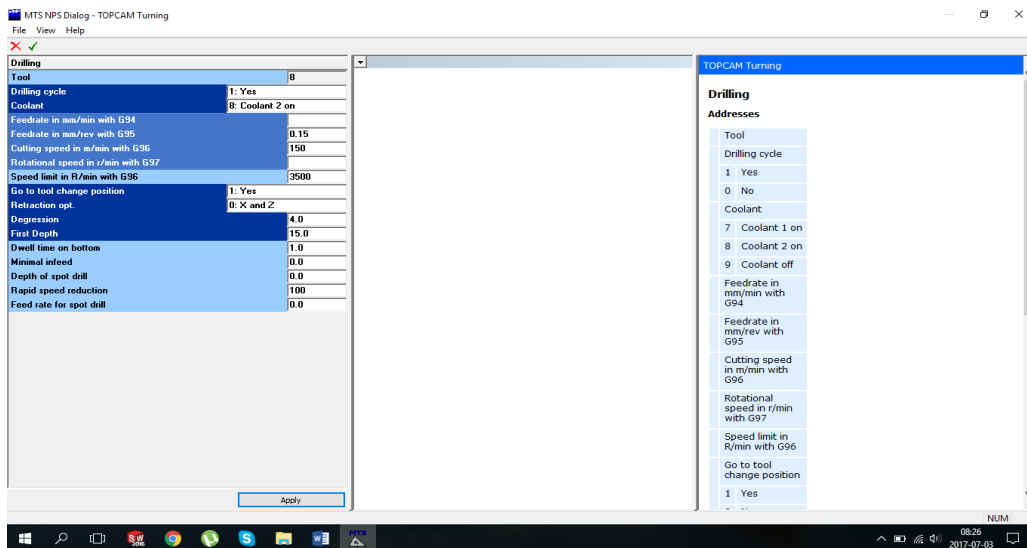 MTS NPS Dialog - TOPCAM Turning
File View Help
Drilling
Tool 8
Drilling cycle 1: Yes
Coolant 8: Coolant 2 on
Feedrate in mm/min with G94
Feedrate in mm/rev with G95 0.15
Cutting speed in m/min with G96 150
Rotational speed in r/min with G97
Speed limit in R/min with G96 3500
Go to tool change position 1: Yes
Retraction opt. 0: X and Z
Degression 4.0
First Depth 15.0
Dwell time on bottom 1.0
Minimal infeed 0.0
Depth of spot drill 0.0
Rapid speed reduction 100
Feed rate for spot drill 0.0
Apply
TOPCAM Turning
Drilling
Addresses
Tool
Drilling cycle
1 Yes
0 No
Coolant
7 Coolant 1 on
8 Coolant 2 on
9 Coolant off
Feedrate in
mm/min with
G94
Feedrate in
mm/rev with
G95
Cutting speed
in m/min with
G96
Rotational
speed in r/min
with G97
Speed limit in
R/min with G96
Go to tool
change position
1 Yes
NUM
SW
2016
S
W
MTS
08:26
2017-07-03